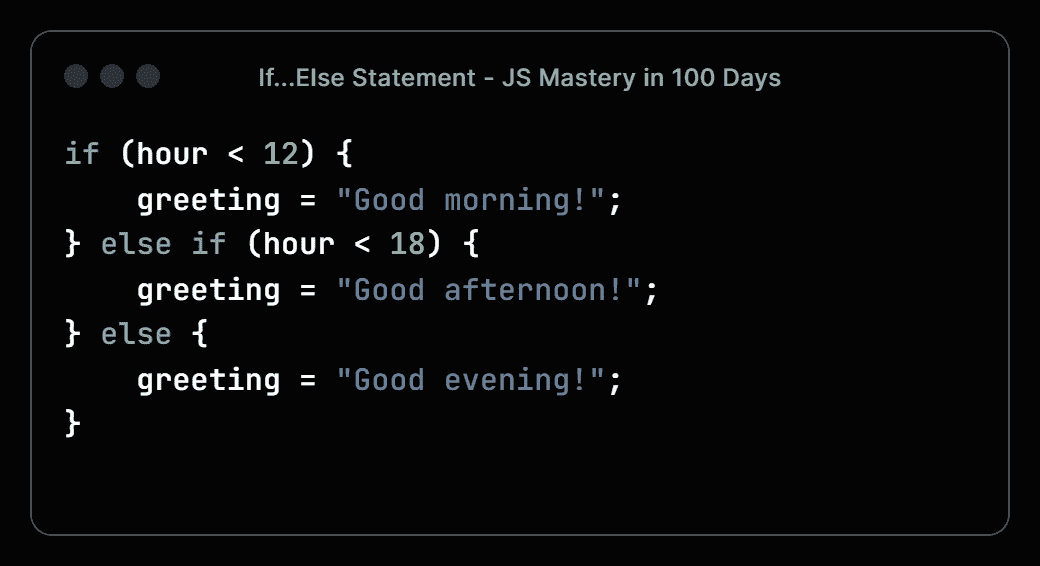 If...Else Statement - JS Mastery in 100 Days
if (hour < 12) {
    greeting = "Good morning!";
} else if (hour < 18) {
    greeting = "Good afternoon!";
} else {
    greeting = "Good evening!";
}